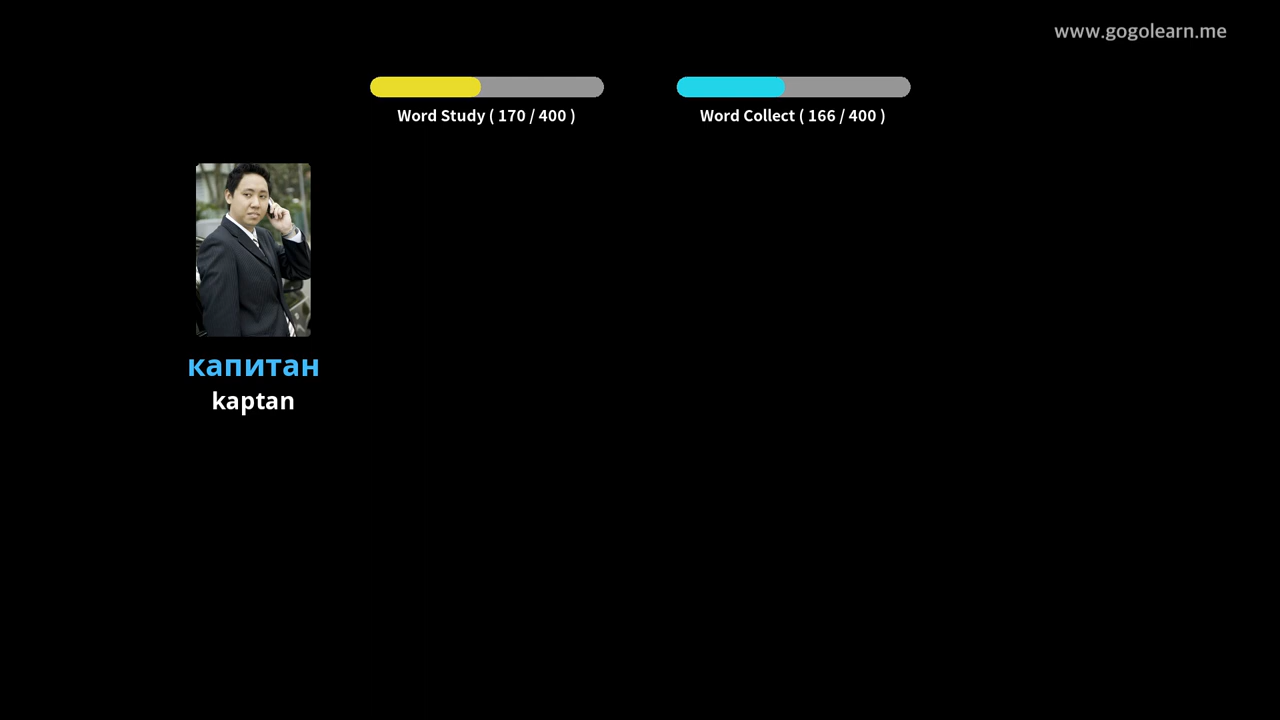 www.gogolearn.me
Word Study ( 170 / 400 )
Word Collect ( 166 / 400 )
капитан
kaptan